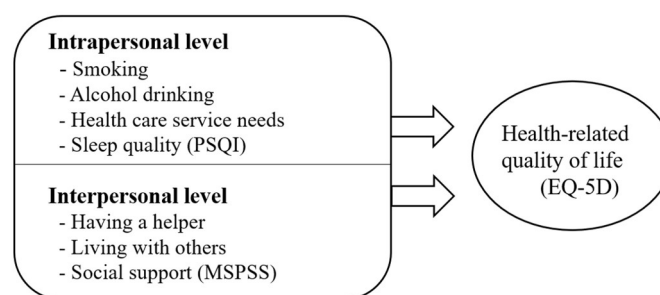 Intrapersonal level
- Smoking
- Alcohol drinking
- Health care service needs
- Sleep quality (PSQI)
Interpersonal level
- Having a helper
- Living with others
- Social support (MSPSS)
Health-related
quality of life
(EQ-5D)